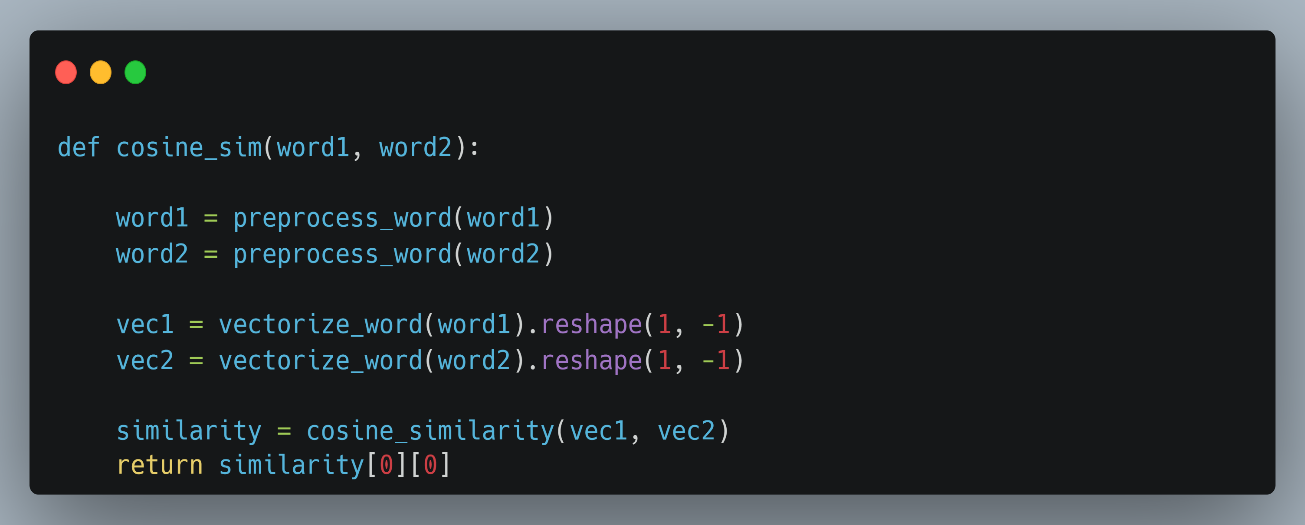 def cosine_sim(word1, word2):
    word1 = preprocess_word(word1)
    word2 = preprocess_word(word2)
    vec1 = vectorize_word(word1).reshape(1, -1)
    vec2 = vectorize_word(word2).reshape(1, -1)
    similarity = cosine_similarity(vec1, vec2)
    return similarity[0][0]